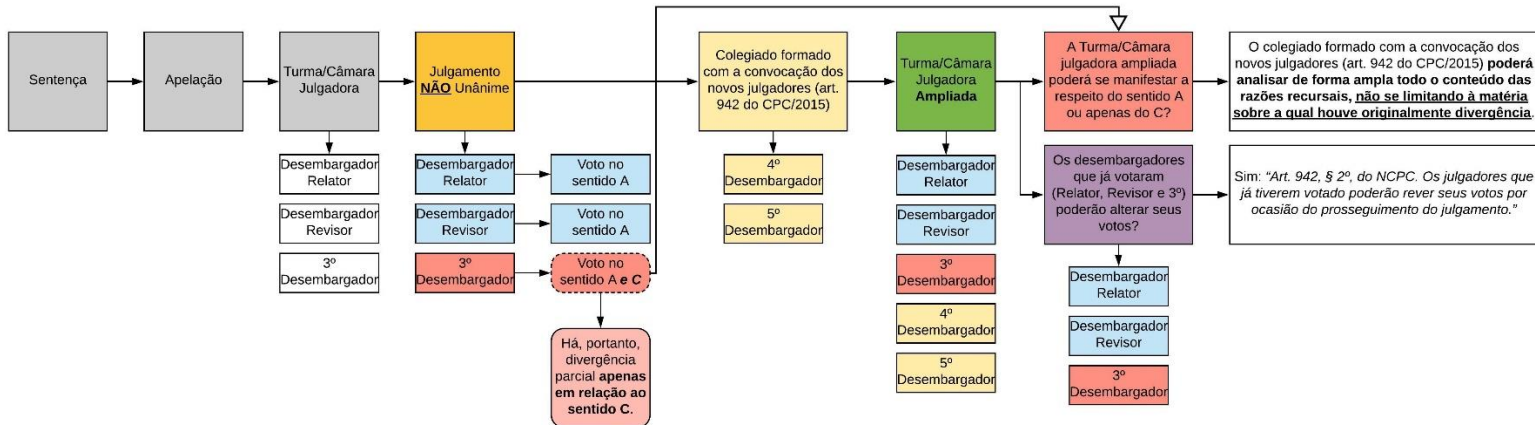 Sentença
Apelação
Turma/Câmara
Julgadora
Julgamento
NÃO Unânime
Colegiado formado
com a convocação dos
novos julgadores (art.
942 do CPC/2015)
Turma/Câmara
Julgadora
Ampliada
A Turma/Câmara
julgadora ampliada
poderá se manifestar a
respeito do sentido A
ou apenas do C?
O colegiado formado com a convocação dos
novos julgadores (art. 942 do CPC/2015) poderá
analisar de forma ampla todo o conteúdo das
razões recursais, não se limitando à matéria
sobre a qual houve originalmente divergência.
Desembargador
Relator
Desembargador
Revisor
3º
Desembargador
Desembargador
Relator
Desembargador
Revisor
3º
Desembargador
Voto no
sentido A
Voto no
sentido A
Voto no
sentido A e C
Há, portanto,
divergência
parcial apenas
em relação ao
sentido C.
4º
Desembargador
5º
Desembargador
Desembargador
Relator
Desembargador
Revisor
3º
Desembargador
4º
Desembargador
5º
Desembargador
Os desembargadores
que já votaram
(Relator, Revisor e 3º)
poderão alterar seus
votos?
Sim: “Art. 942, § 2º, do NCPC. Os julgadores que
já tiverem votado poderão rever seus votos por
ocasião do prosseguimento do julgamento.”
Desembargador
Relator
Desembargador
Revisor
3º
Desembargador